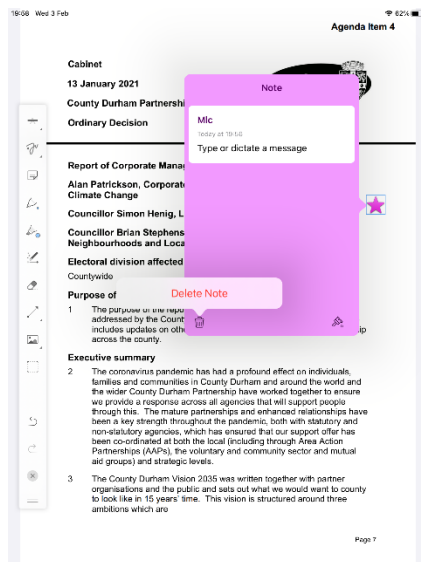 19:58 Wed 3 Feb 62%
Agenda Item 4
Cabinet
13 January 2021
County Durham Partnershi
Ordinary Decision
Note
Mlc
Today at 19:56
Type or dictate a message
Report of Corporate Manag
Alan Patrickson, Corporate
Climate Change
Councillor Simon Henig, L
Councillor Brian Stephens
Neighbourhoods and Loca
Electoral division affected
Countywide
Purpose of
Delete Note
1 The purpose of the repo
addressed by the Count
includes updates on othe ip
across the county.
Executive summary
2 The coronavirus pandemic has had a profound effect on individuals,
families and communities in County Durham and around the world and
the wider County Durham Partnership have worked together to ensure
we provide a response across all agencies that will support people
through this. The mature partnerships and enhanced relationships have
been a key strength throughout the pandemic, both with statutory and
non-statutory agencies, which has ensured that our support offer has
been co-ordinated at both the local (including through Area Action
Partnerships (AAPs), the voluntary and community sector and mutual
aid groups) and strategic levels.
3 The County Durham Vision 2035 was written together with partner
organisations and the public and sets out what we would want to county
to look like in 15 years' time. This vision is structured around three
ambitions which are
Page 7